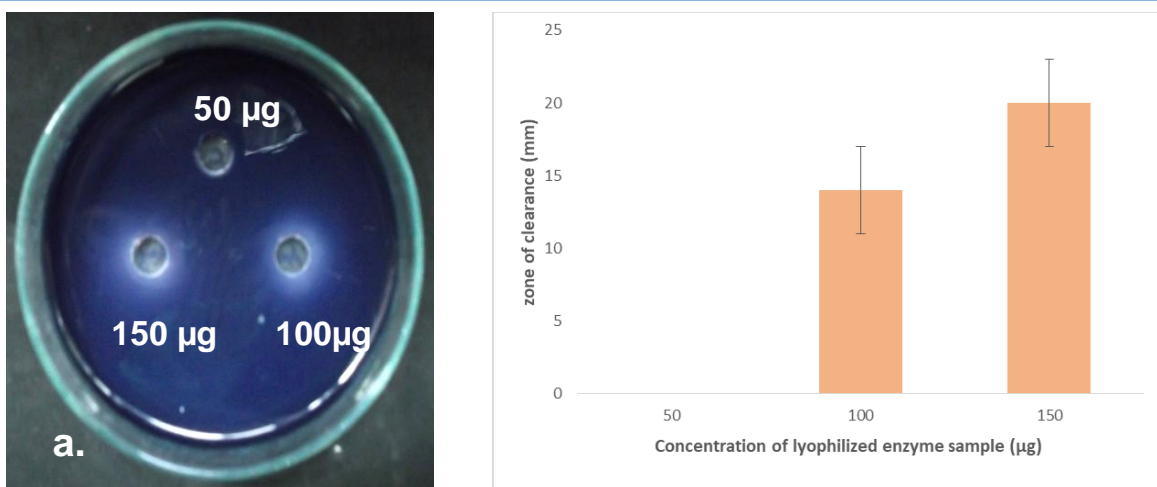 50 µg
150 µg
100µg
a.
25
20
15
10
5
0
zone of clearance (mm)
50
100
150
Concentration of lyophilized enzyme sample (µg)